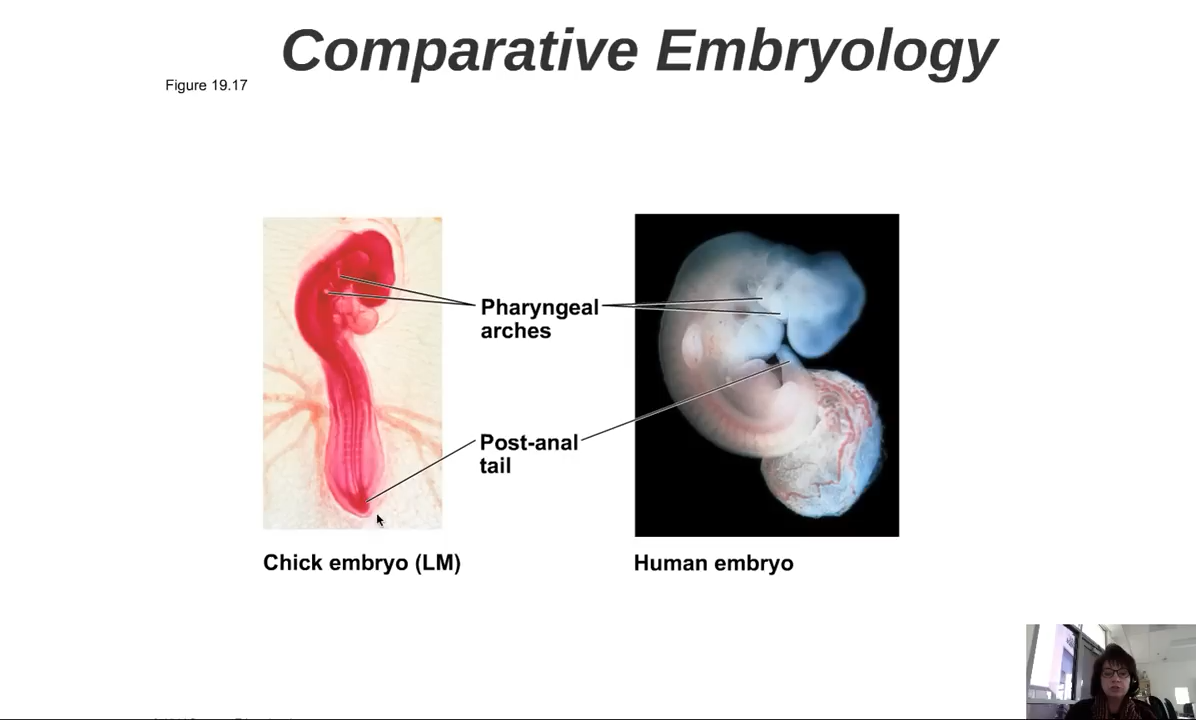 Comparative Embryology
Figure 19.17
Pharyngeal
arches
Post-anal
tail
Chick embryo (LM)
Human embryo